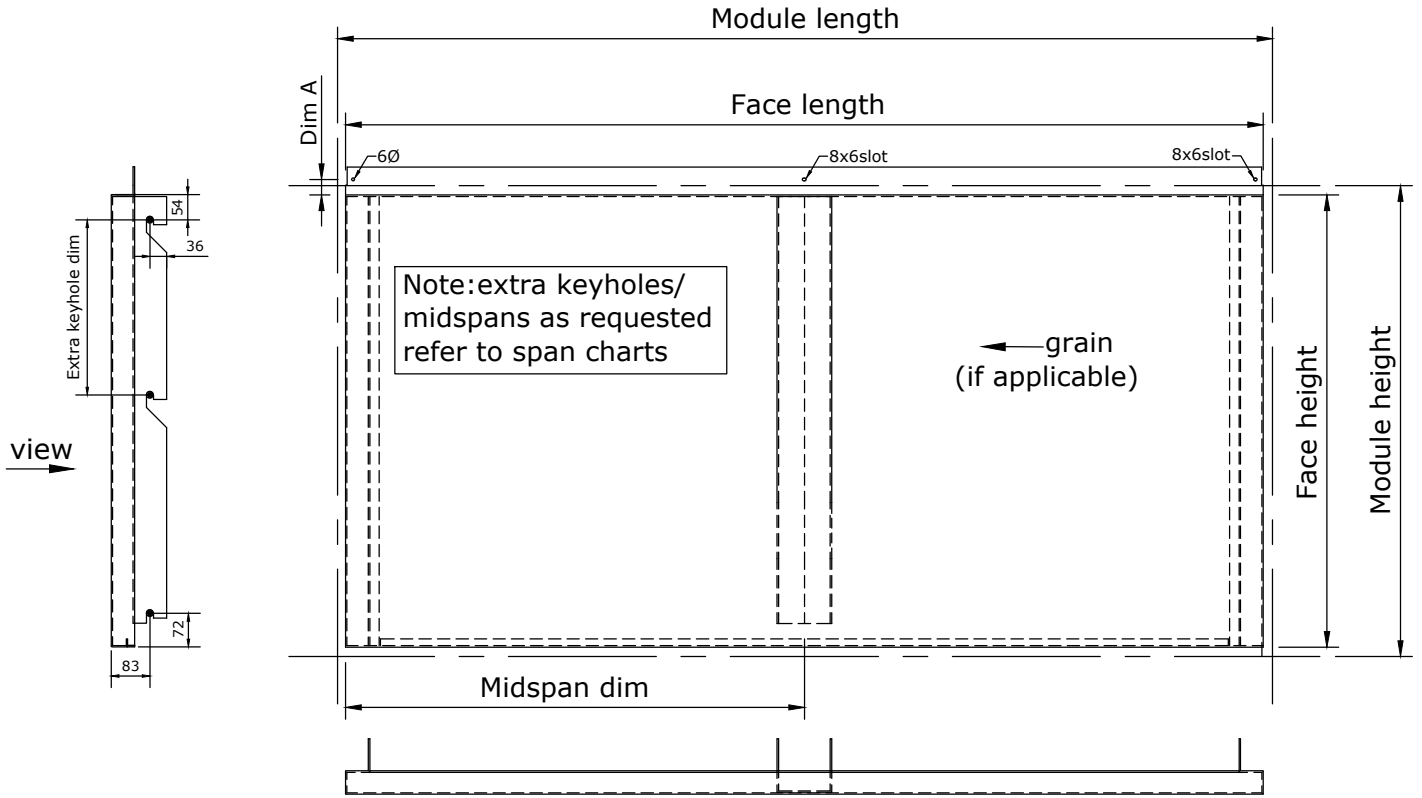 Module length
Dim A
Face length
6Ø
8x6slot
8x6slot
54
36
Extra keyhole dim
Note:extra keyholes/
midspans as requested
refer to span charts
grain
(if applicable)
Face height
Module height
view
72
83
Midspan dim